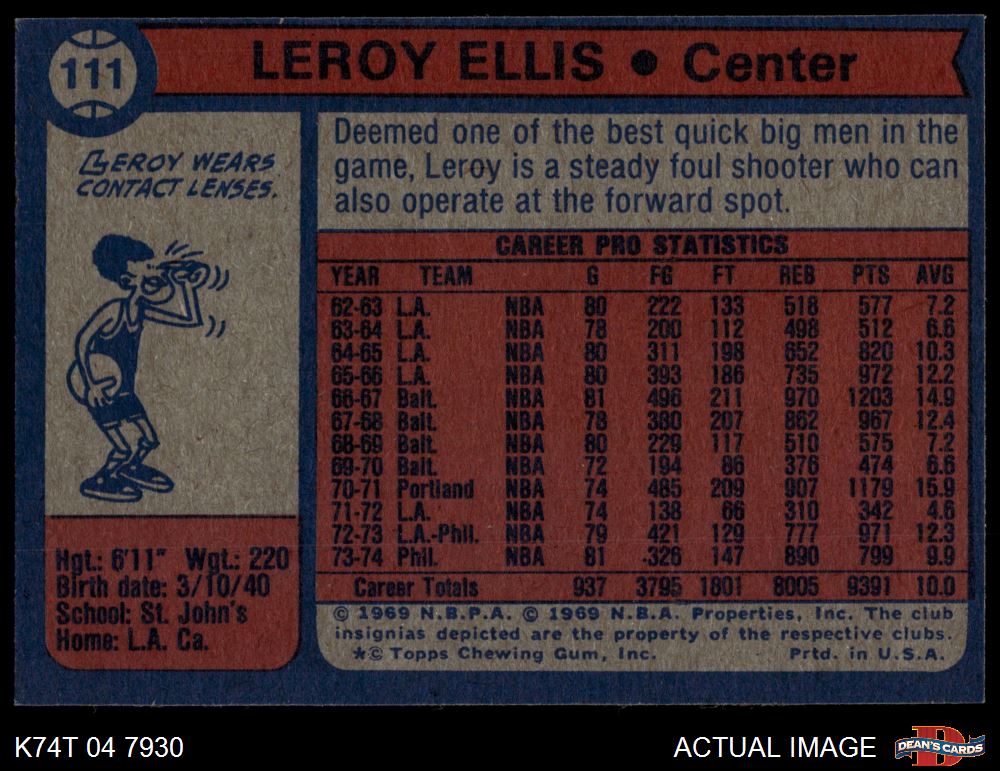 111
LEROY ELLIS ● Center
LEROY WEARS
CONTACT LENSES.
Deemed one of the best quick big men in the
game, Leroy is a steady foul shooter who can
also operate at the forward spot.
CAREER PRO STATISTICS
YEAR TEAM G FG FT REB PTS AVG
62-63 L.A. NBA 80 222 133 518 577 7.2
63-64 L.A. NBA 78 200 112 498 512 6.6
64-65 L.A. NBA 80 311 198 652 820 10.3
65-66 L.A. NBA 80 393 186 735 972 12.2
66-67 Balt. NBA 81 496 211 970 1203 14.9
67-68 Balt. NBA 78 380 207 862 967 12.4
68-69 Balt. NBA 80 229 117 510 575 7.2
69-70 Balt. NBA 72 194 86 376 474 6.6
70-71 Portland NBA 74 485 209 907 1179 15.9
71-72 L.A. NBA 74 138 66 310 342 4.6
72-73 L.A.-Phil. NBA 79 421 129 777 971 12.3
73-74 Phil. NBA 81 326 147 890 799 9.9
Career Totals 937 3795 1801 8005 9391 10.0
Hgt.: 6'11" Wgt.: 220
Birth date: 3/10/40
School: St. John's
Home: L.A. Ca.
© 1969 N.B.P.A. © 1969 N.B.A. Properties, Inc. The club
insignias depicted are the property of the respective clubs.
*© Topps Chewing Gum, Inc. Prtd. in U.S.A.
K74T 04 7930
ACTUAL IMAGE
DEAN'S CARDS